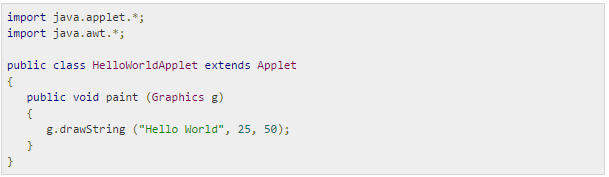 import java.applet.*;
import java.awt.*;

public class HelloWorldApplet extends Applet
{
   public void paint (Graphics g)
   {
      g.drawString ("Hello World", 25, 50);
   }
}